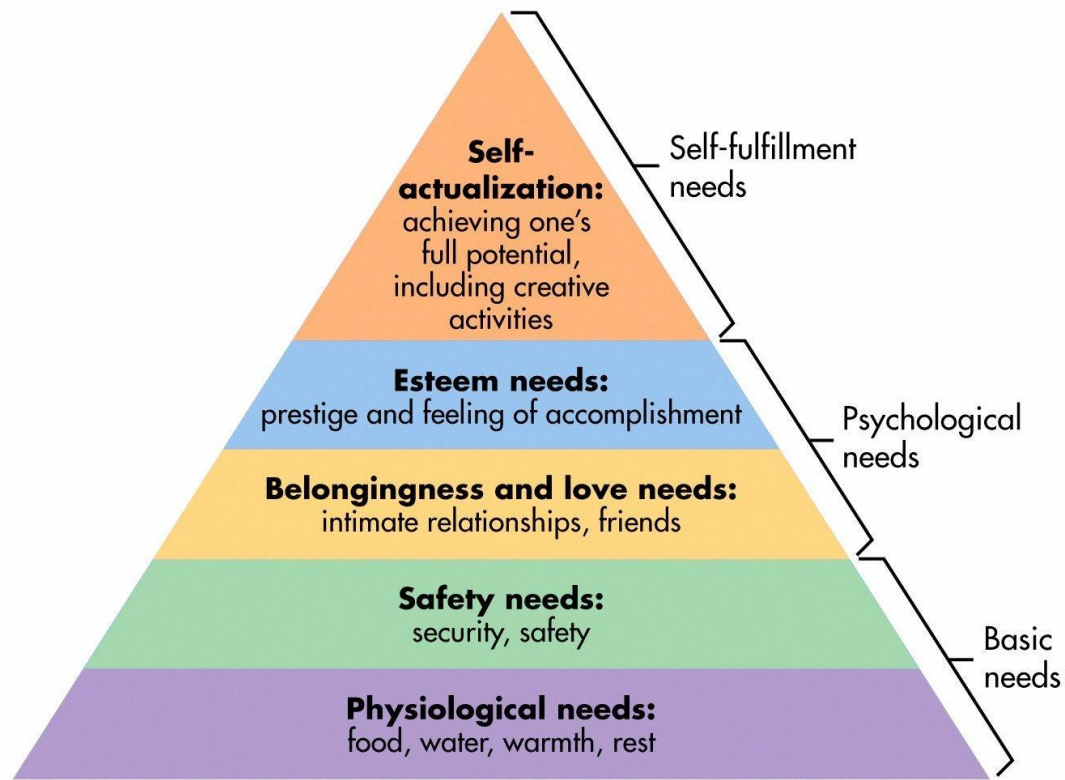 Self-
actualization:
achieving one's
full potential,
including creative
activities
Self-fulfillment
needs
Esteem needs:
prestige and feeling of accomplishment
Belongingness and love needs:
intimate relationships, friends
Psychological
needs
Safety needs:
security, safety
Physiological needs:
food, water, warmth, rest
Basic
needs